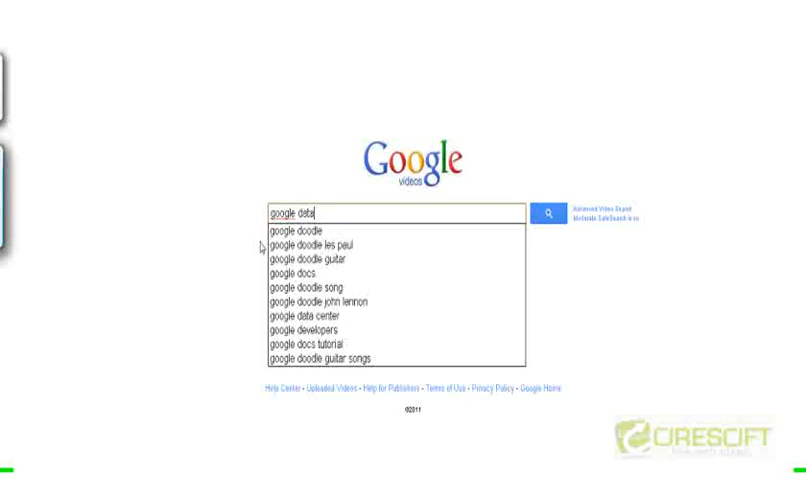 Google
videos
google data
Advanced Video Search
google doodle
google doodle les paul
google doodle guitar
google docs
google doodle song
google doodle john lennon
google data center
google developers
google docs tutorial
google doodle guitar songs
Help Center - Uploaded Videos - Help for Publishers - Terms of Use - Privacy Policy - Google Home
©2011
CIRESCIFT